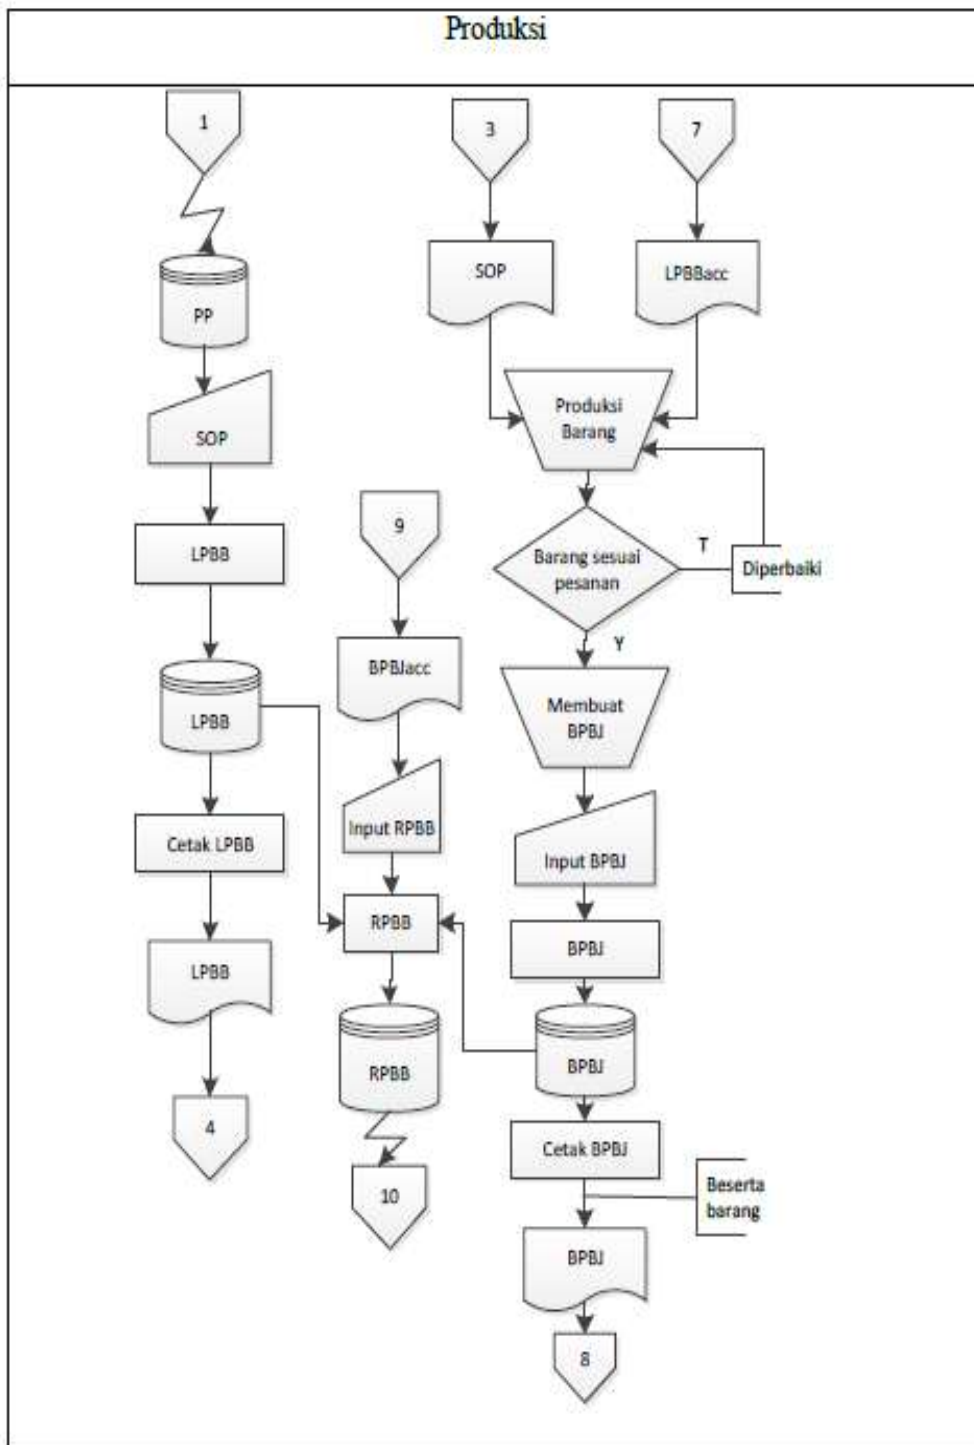 Produksi
1
PP
SOP
LPBB
LPBB
Cetak LPBB
LPBB
4
9
BPBJacc
Input RPBB
RPBB
RPBB
10
3
7
SOP
LPBBacc
Produksi
Barang
Barang sesuai
pesanan
T
Diperbaiki
Y
Membuat
BPBJ
Input BPBJ
BPBJ
BPBJ
Cetak BPBJ
Beserta
barang
BPBJ
8